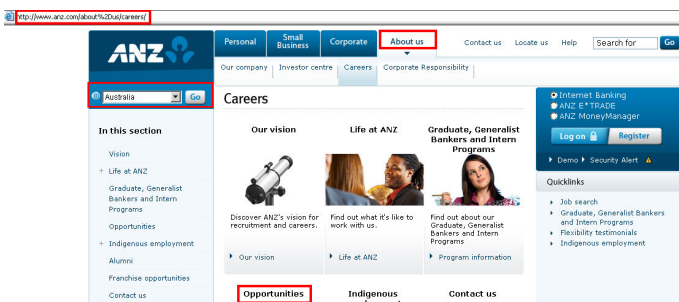 http://www.anz.com/about%2Dus/careers/
ANZ
Personal
Small
Business
Corporate
About us
Contact us
Locate us
Help
Search for
Go
Our company
Investor centre
Careers
Corporate Responsibility
Australia
Go
In this section
Vision
+ Life at ANZ
Graduate, Generalist
Bankers and Intern
Programs
Opportunities
+ Indigenous employment
Alumni
Franchise opportunities
Contact us
Careers
Our vision
Discover ANZ's vision for
recruitment and careers.
Our vision
Life at ANZ
Find out what it's like to
work with us.
Life at ANZ
Graduate, Generalist
Bankers and Intern
Programs
Find out about our
Graduate, Generalist
Bankers and Intern
Programs
Program information
Opportunities
Indigenous
Contact us
Internet Banking
ANZ E*TRADE
ANZ MoneyManager
Log on
Register
Demo
Security Alert
Quicklinks
Job search
Graduate, Generalist Bankers
and Intern Programs
Flexibility testimonials
Indigenous employment